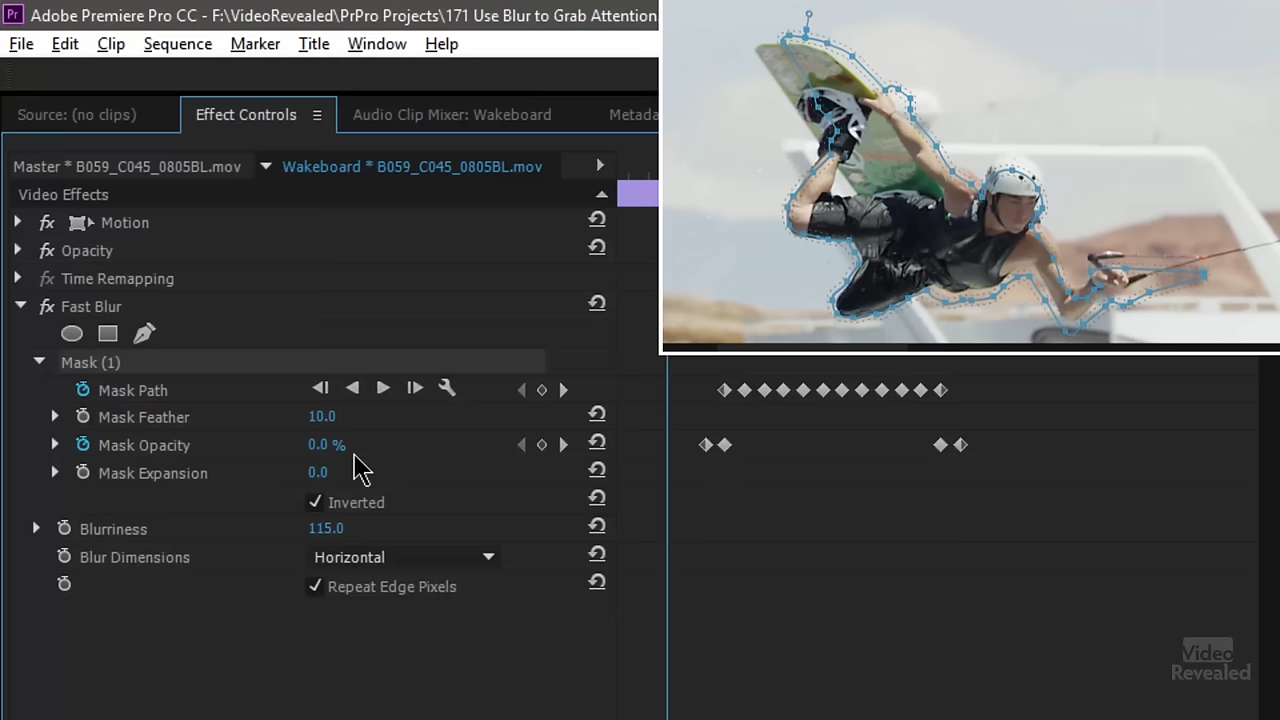 Pr Adobe Premiere Pro CC - F:\VideoRevealed\PrPro Projects\171 Use Blur to Grab Attention.
File Edit Clip Sequence Marker Title Window Help
Source: (no clips) Effect Controls Audio Clip Mixer: Wakeboard Metada
Master * B059_C045_0805BL.mov Wakeboard * B059_C045_0805BL.mov
Video Effects
fx Motion
fx Opacity
fx Time Remapping
fx Fast Blur
Mask (1)
Mask Path
Mask Feather 10.0
Mask Opacity 0.0 %
Mask Expansion 0.0
Inverted
Blurriness 115.0
Blur Dimensions Horizontal
Repeat Edge Pixels
Video
Revealed